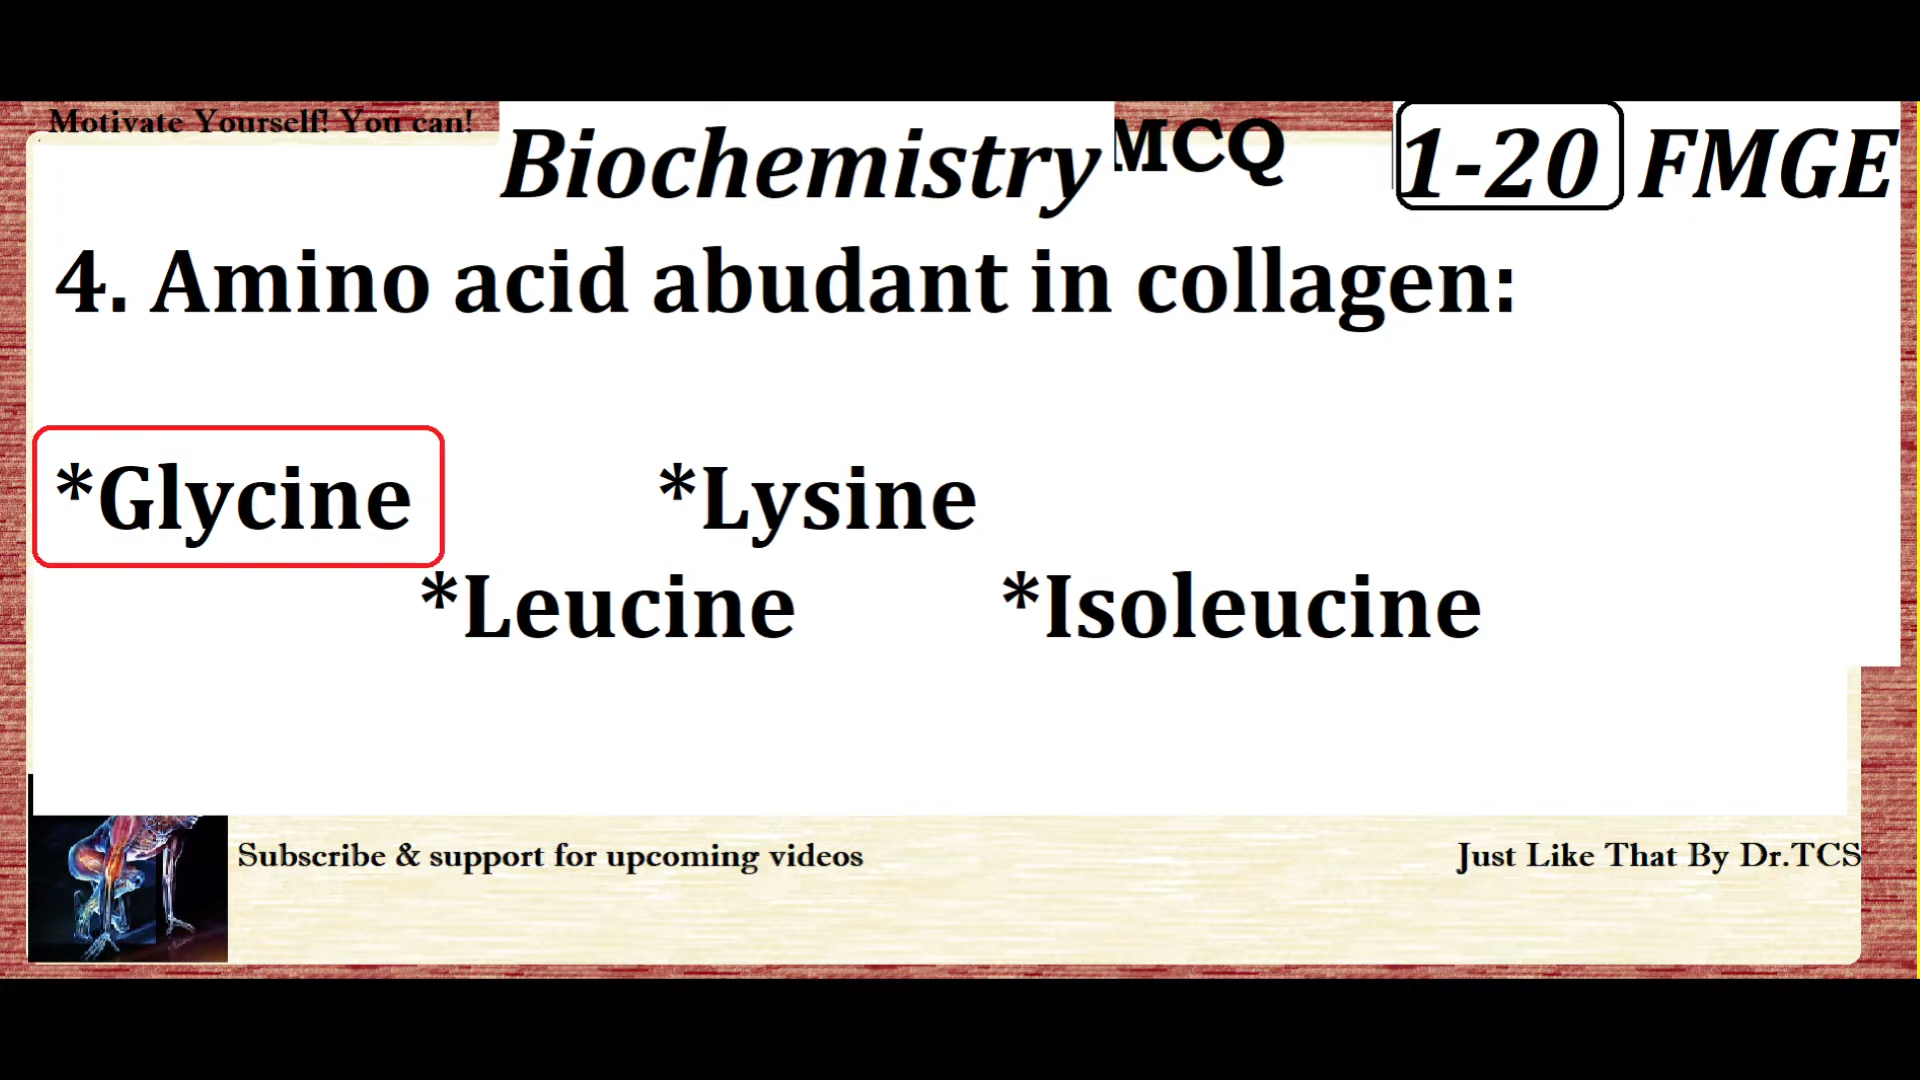 Motivate Yourself! You can!
Biochemistry MCQ 1-20 FMGE
4. Amino acid abudant in collagen:
*Glycine *Lysine
*Leucine *Isoleucine
Subscribe & support for upcoming videos
Just Like That By Dr.TCS